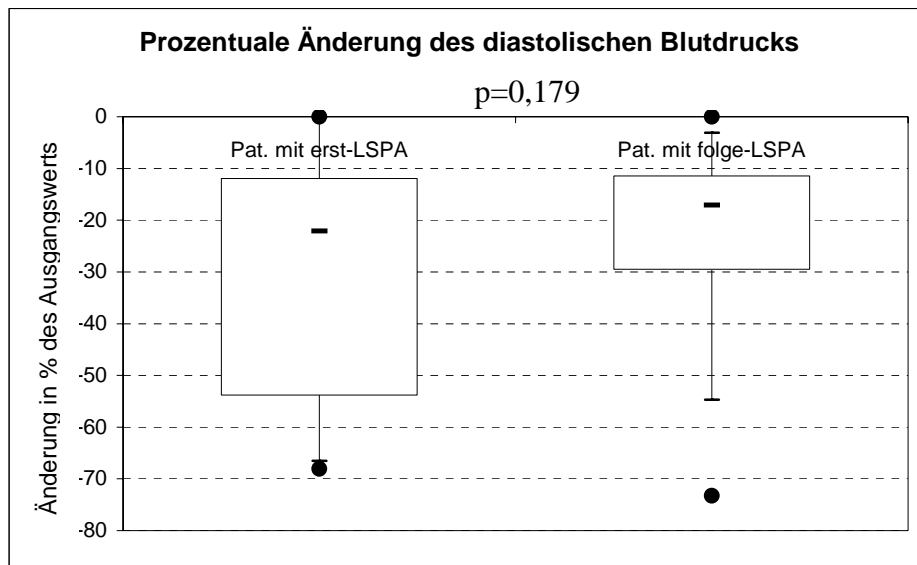 Prozentuale Änderung des diastolischen Blutdrucks
p=0,179
Änderung in % des Ausgangswerts
0
-10
-20
-30
-40
-50
-60
-70
-80
Pat. mit erst-LSPA
Pat. mit folge-LSPA